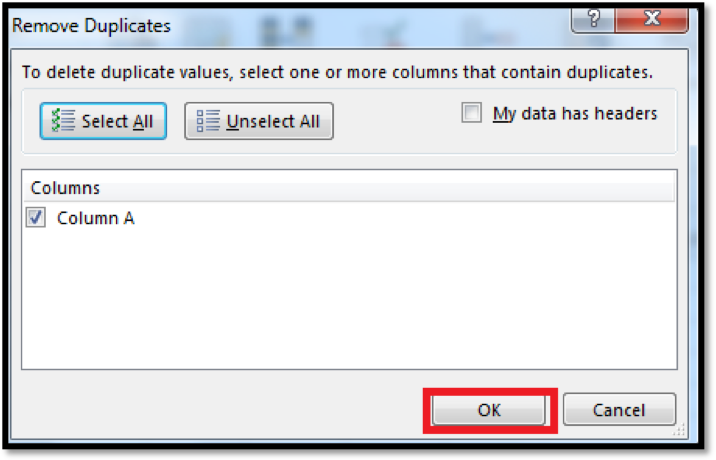 Remove Duplicates
?
X
To delete duplicate values, select one or more columns that contain duplicates.
Select All
Unselect All
My data has headers
Columns
Column A
OK
Cancel